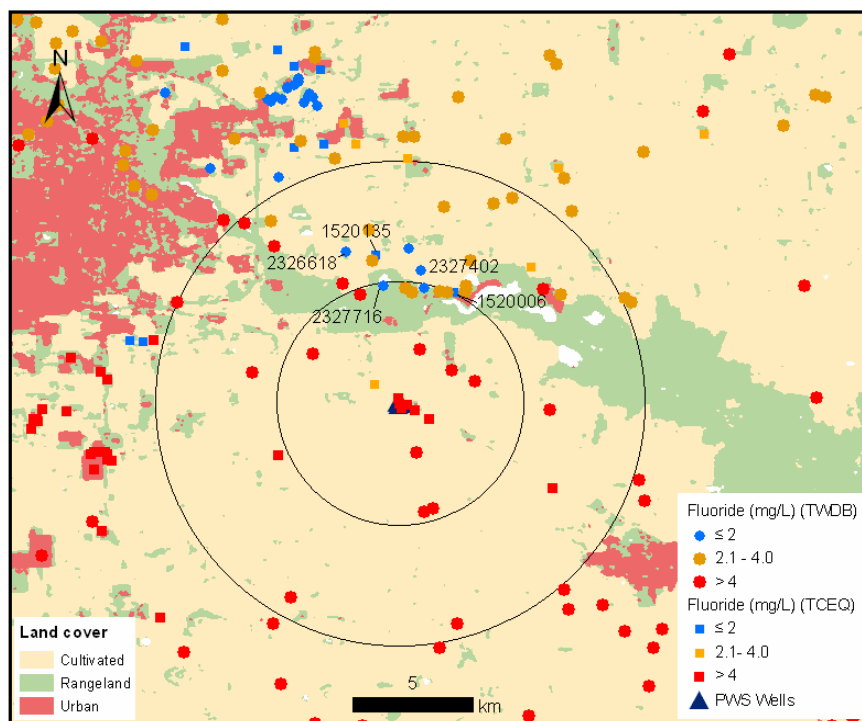 N
1520135
2326618
2327402
1520006
2327716
Fluoride (mg/L) (TWDB)
≤ 2
2.1 - 4.0
> 4
Fluoride (mg/L) (TCEQ)
≤ 2
2.1- 4.0
> 4
PWS Wells
Land cover
Cultivated
Rangeland
Urban
5
km